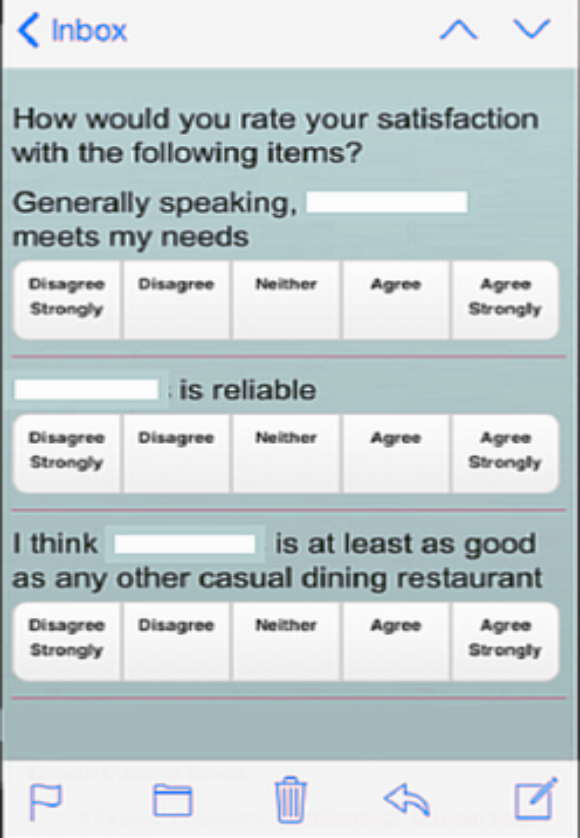 Inbox
How would you rate your satisfaction
with the following items?
Generally speaking,
meets my needs
Disagree Strongly Disagree Neither Agree Agree Strongly
is reliable
Disagree Strongly Disagree Neither Agree Agree Strongly
I think is at least as good
as any other casual dining restaurant
Disagree Strongly Disagree Neither Agree Agree Strongly